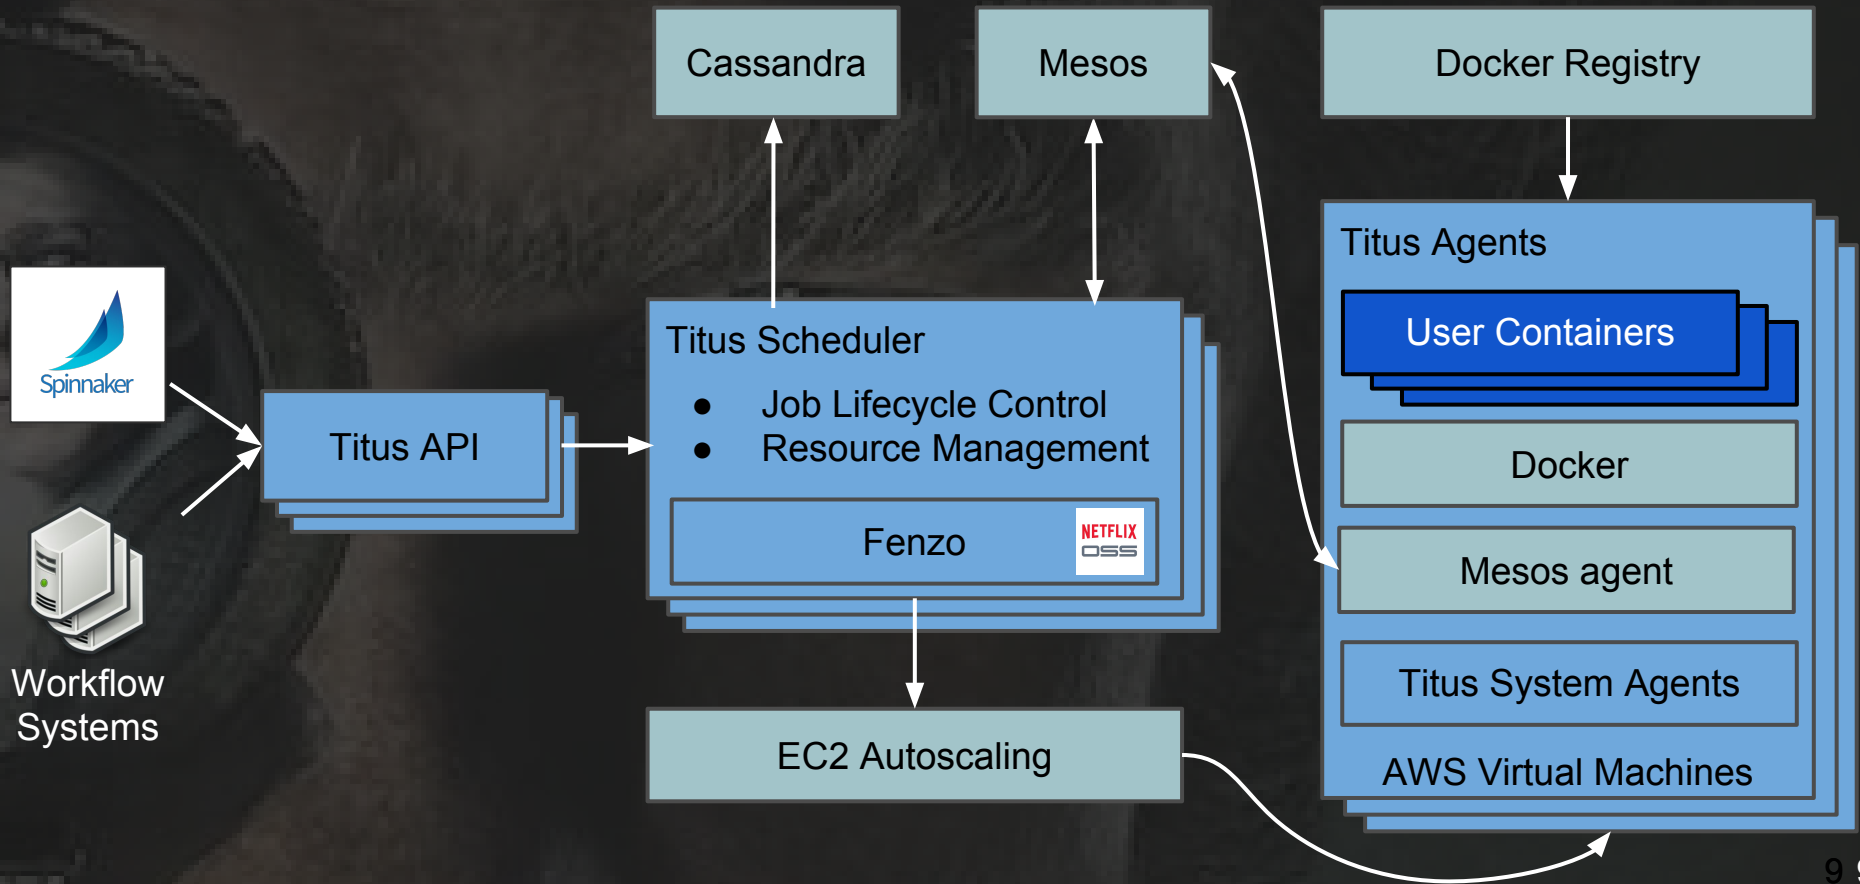 Cassandra
Mesos
Docker Registry
Spinnaker
Workflow
Systems
Titus API
Titus Scheduler
● Job Lifecycle Control
● Resource Management
Fenzo
NETFLIX
OSS
EC2 Autoscaling
Titus Agents
User Containers
Docker
Mesos agent
Titus System Agents
AWS Virtual Machines
9